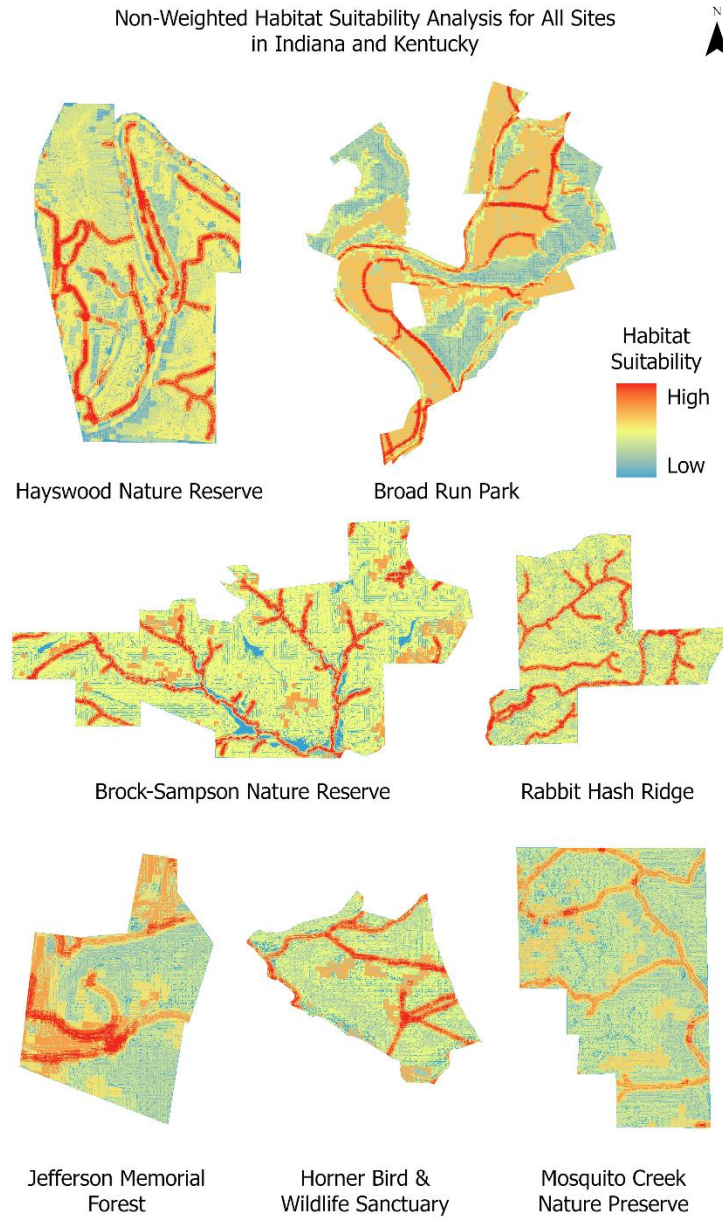 Non-Weighted Habitat Suitability Analysis for All Sites
in Indiana and Kentucky
N
Habitat
Suitability
High
Low
Hayswood Nature Reserve
Broad Run Park
Brock-Sampson Nature Reserve
Rabbit Hash Ridge
Jefferson Memorial
Forest
Horner Bird &
Wildlife Sanctuary
Mosquito Creek
Nature Preserve